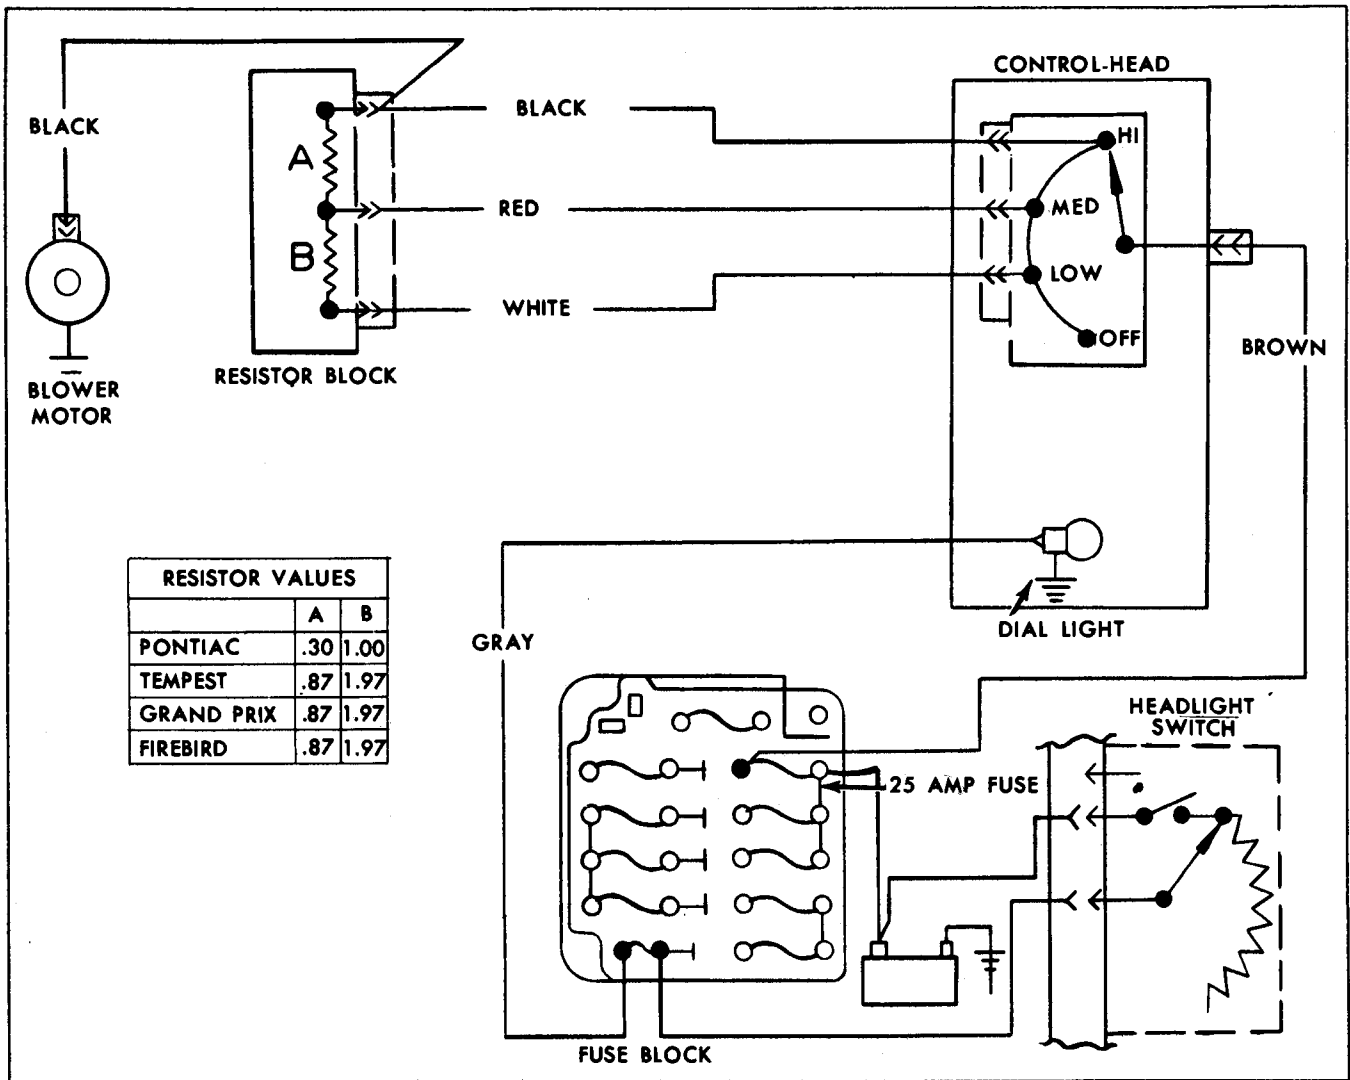 CONTROL-HEAD
BLACK
BLACK
HI
A
RED
MED
B
LOW
WHITE
OFF
BROWN
RESISTOR BLOCK
BLOWER
MOTOR
RESISTOR VALUES
A B
PONTIAC .30 1.00
TEMPEST .87 1.97
GRAND PRIX .87 1.97
FIREBIRD .87 1.97
DIAL LIGHT
GRAY
HEADLIGHT
SWITCH
25 AMP FUSE
FUSE BLOCK